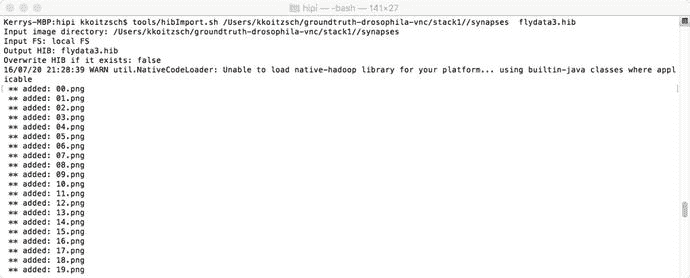 hipi — -bash — 141×27
Kerrys-MBP:hipi kkoitzsch$ tools/hibImport.sh /Users/kkoitzsch/groundtruth-drosophila-vnc/stack1//synapses  flydata3.hib
Input image directory: /Users/kkoitzsch/groundtruth-drosophila-vnc/stack1//synapses
Input FS: local FS
Output HIB: flydata3.hib
Overwrite HIB if it exists: false
16/07/20 21:28:39 WARN util.NativeCodeLoader: Unable to load native-hadoop library for your platform... using builtin-java classes where appl
icable
 ** added: 00.png
 ** added: 01.png
 ** added: 02.png
 ** added: 03.png
 ** added: 04.png
 ** added: 05.png
 ** added: 06.png
 ** added: 07.png
 ** added: 08.png
 ** added: 09.png
 ** added: 10.png
 ** added: 11.png
 ** added: 12.png
 ** added: 13.png
 ** added: 14.png
 ** added: 15.png
 ** added: 16.png
 ** added: 17.png
 ** added: 18.png
 ** added: 19.png